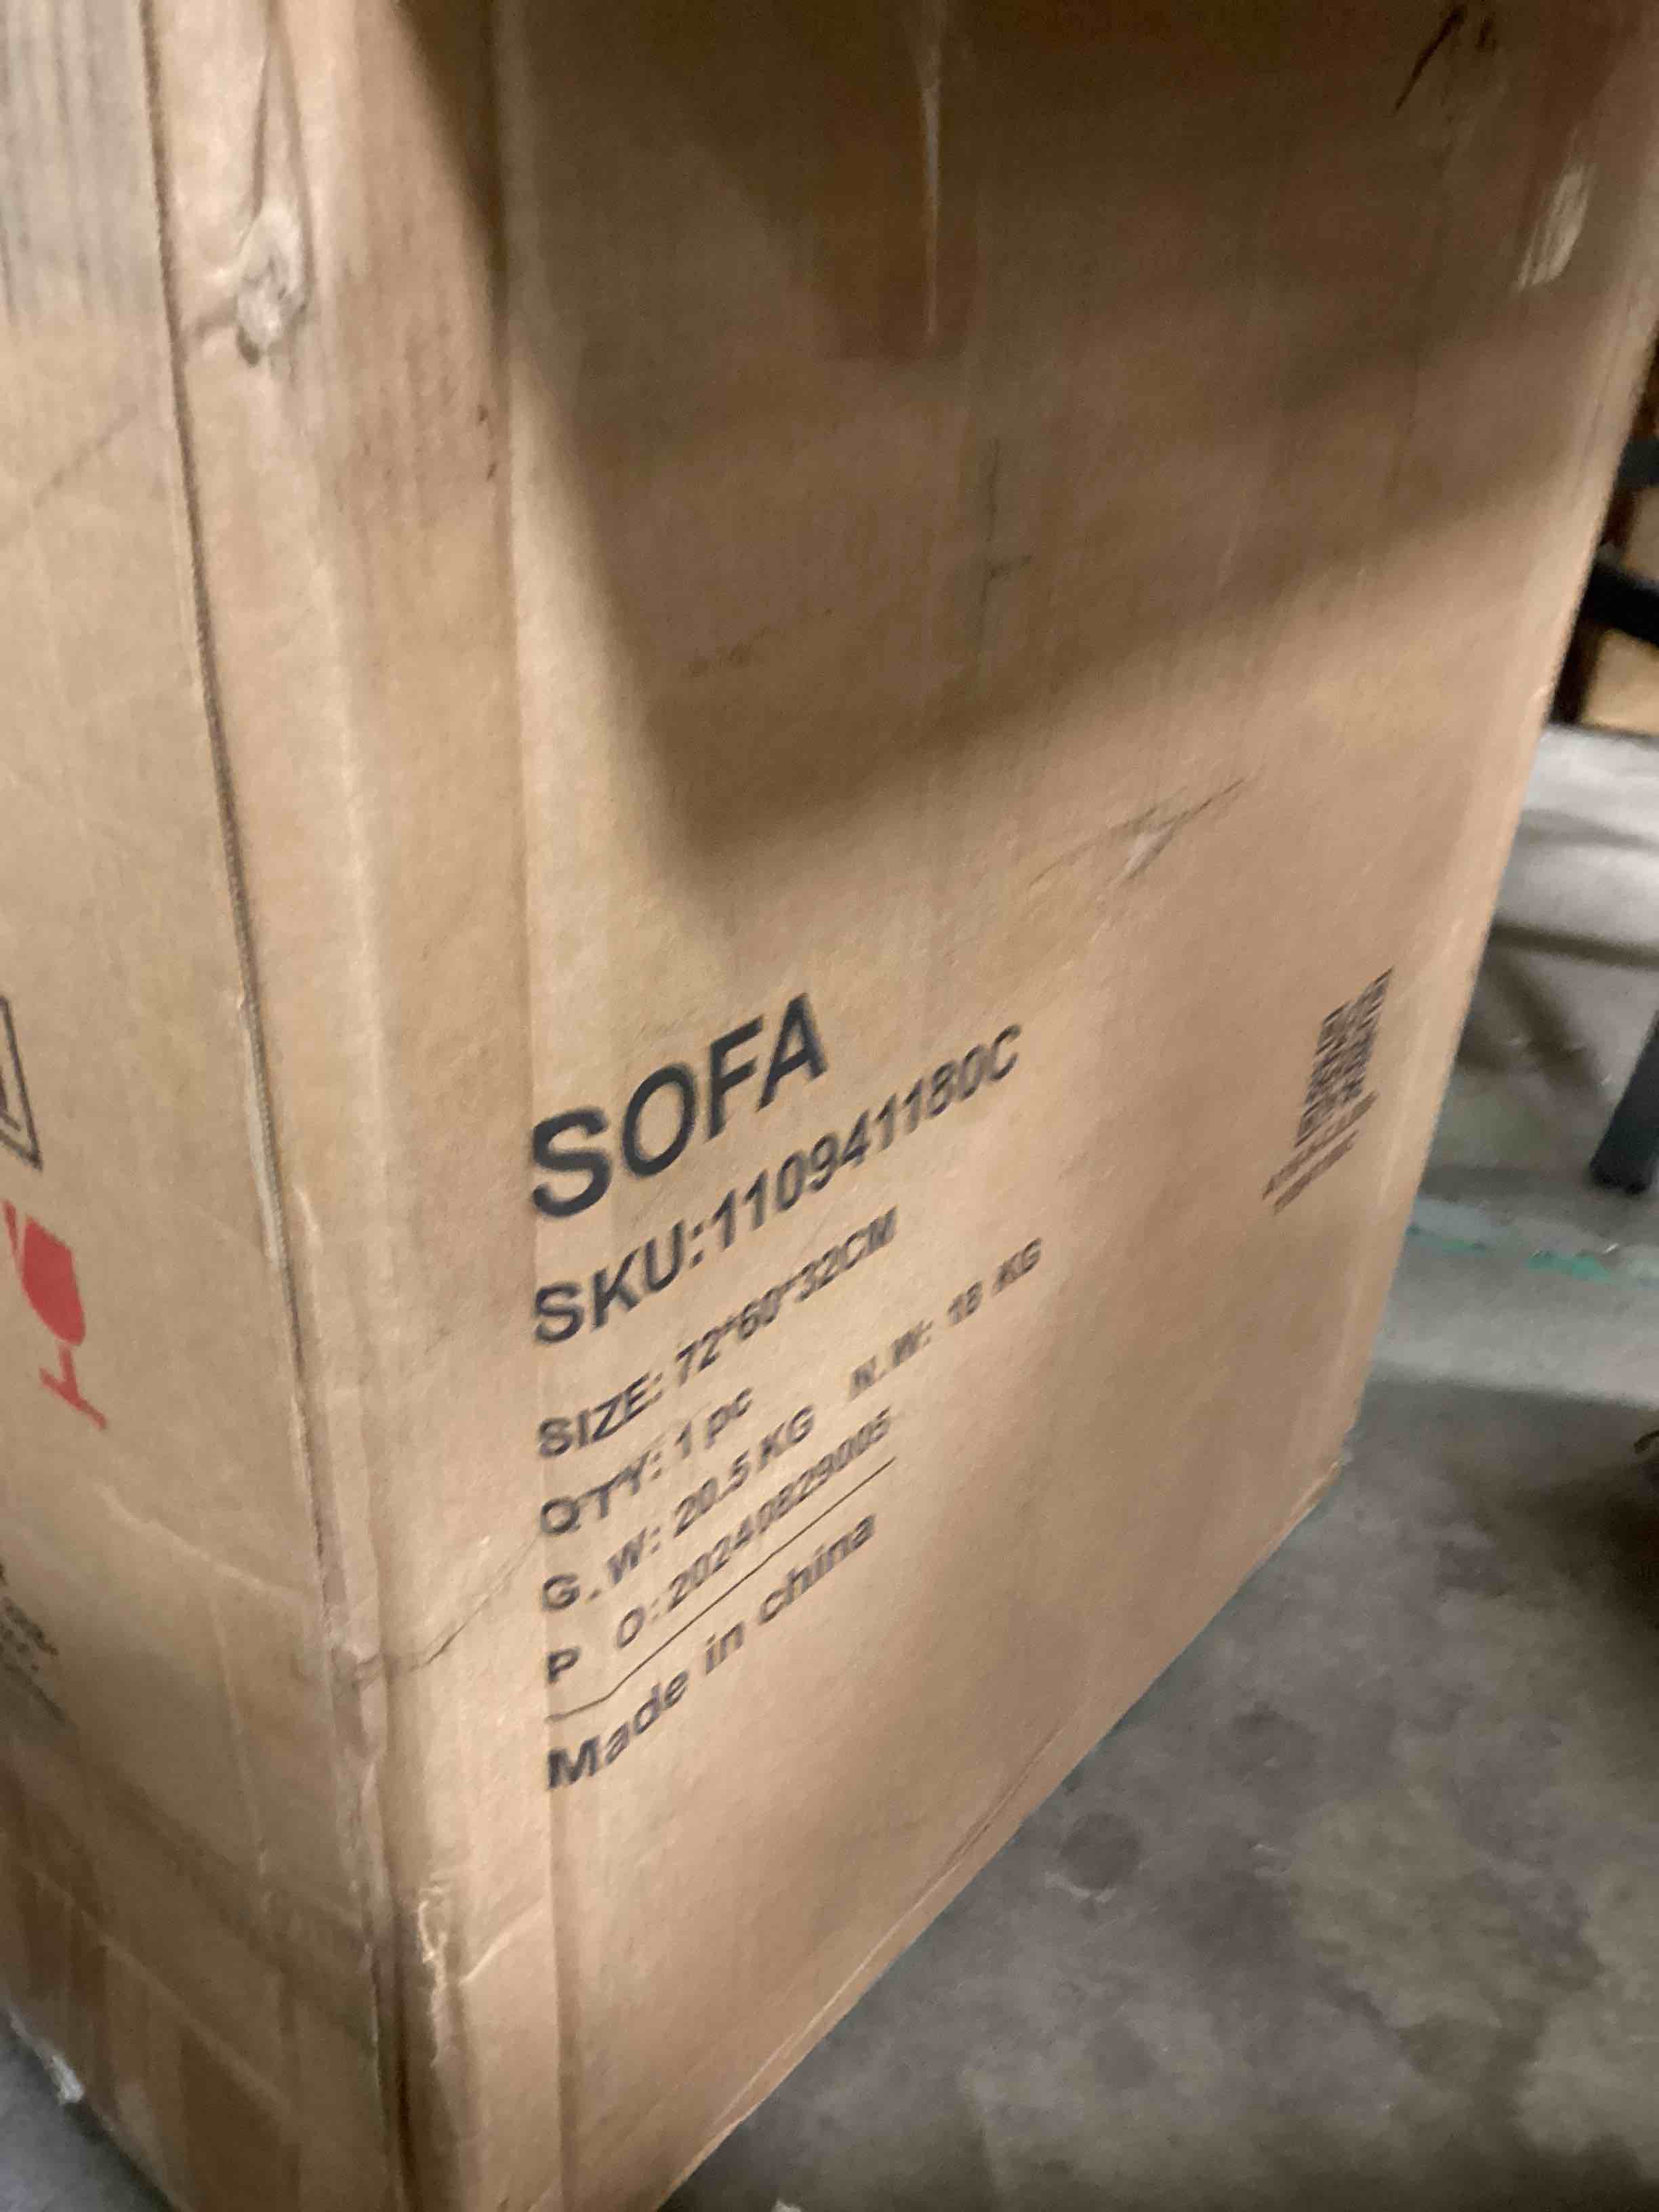 SOFA
SKU:110941180C
SIZE: 72*60*32CM
QTY: 1 pc
G.W: 20.5 KG N.W: 18 KG
P O:20240829005
Made in china